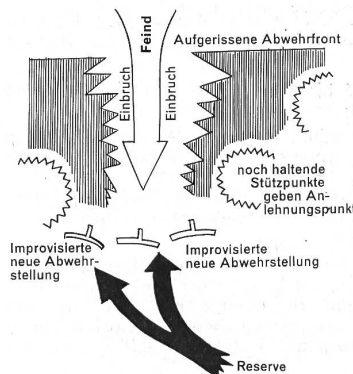 Feind
Aufgerissene Abwehrfront
Einbruch
Einbruch
noch haltende
Stützpunkte
geben An-
lehnungspunkt
Improvisierte
neue Abwehr-
stellung
Improvisierte
neue Abwehrstellung
Reserve